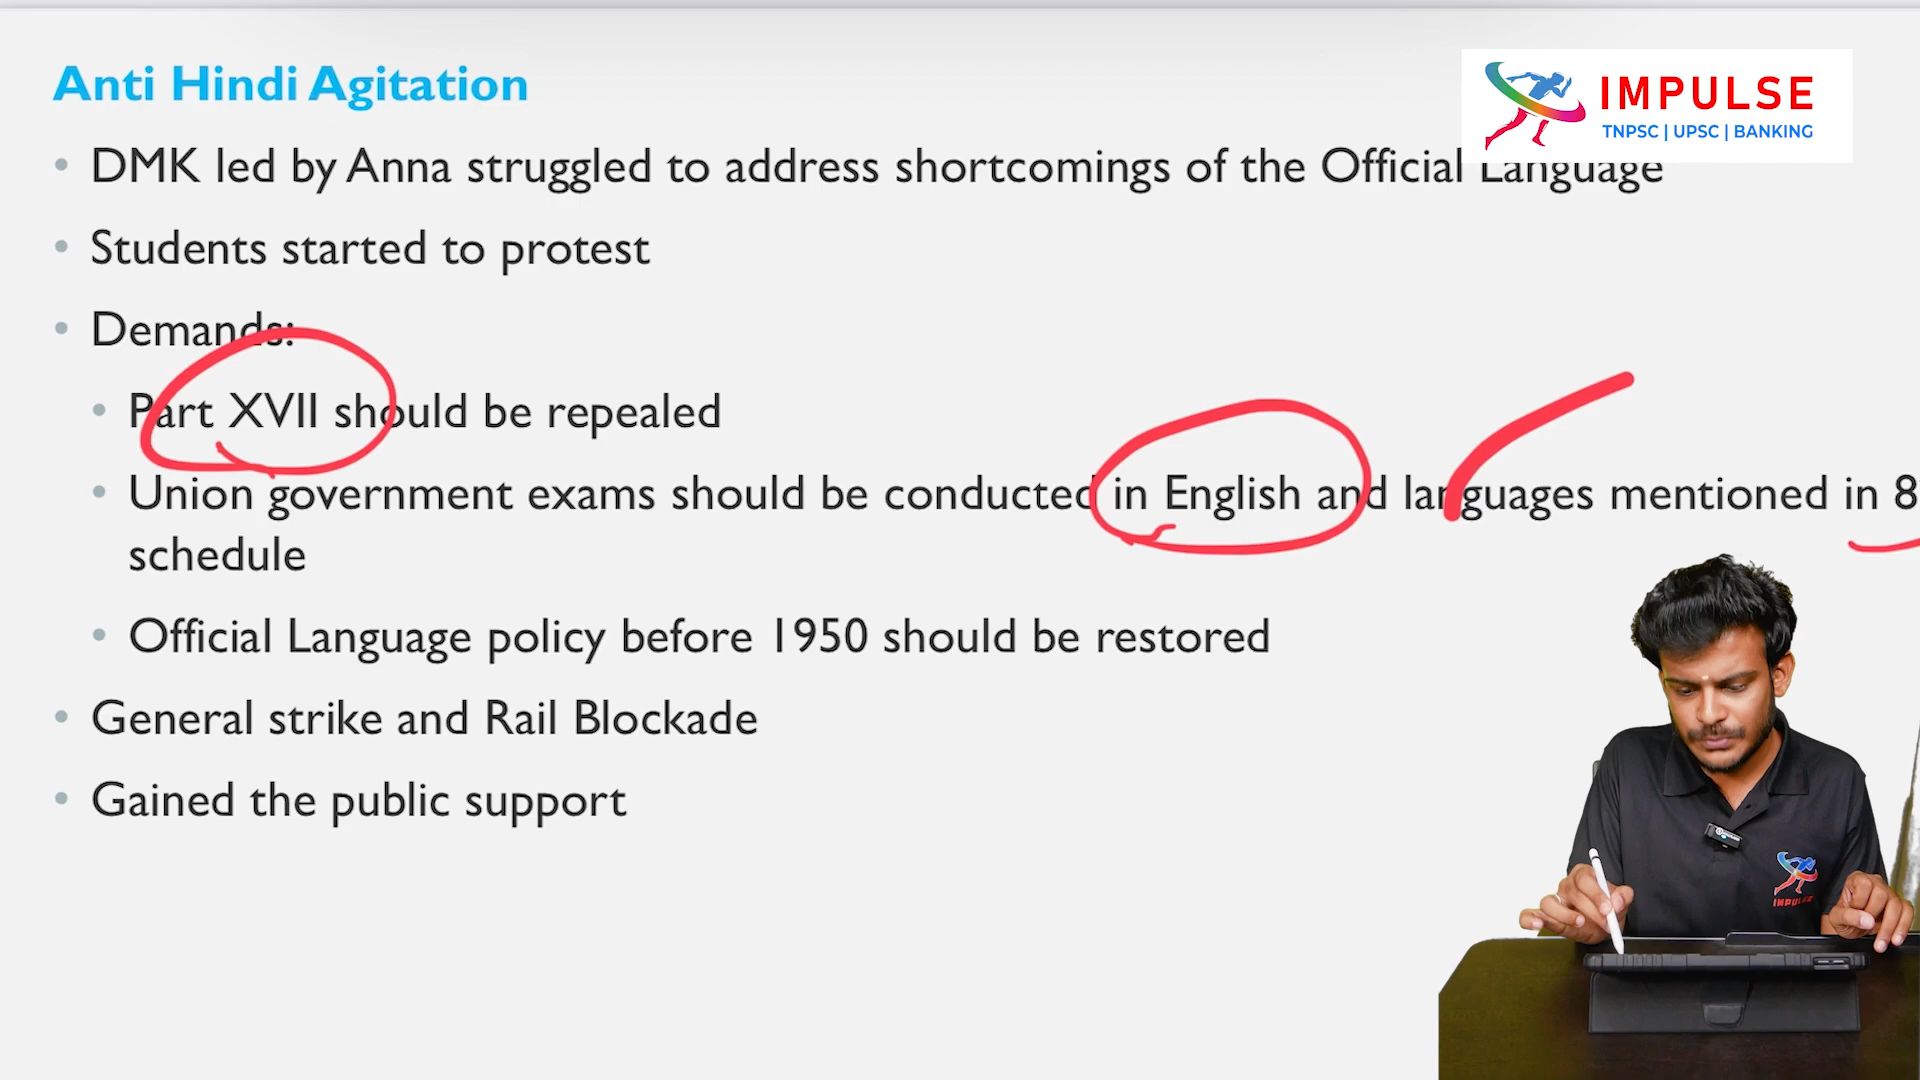 Anti Hindi Agitation
IMPULSE
TNPSC | UPSC | BANKING
• DMK led by Anna struggled to address shortcomings of the Official Language
• Students started to protest
• Demands:
• Part XVII should be repealed
• Union government exams should be conducted in English and languages mentioned in 8
schedule
• Official Language policy before 1950 should be restored
• General strike and Rail Blockade
• Gained the public support
IMPULSE